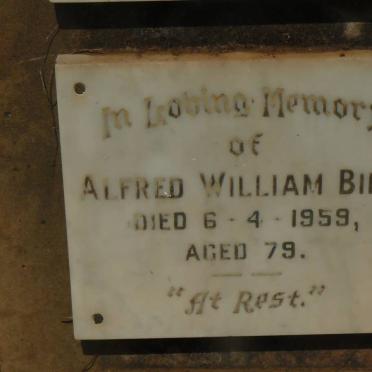 In Loving Memory
of
ALFRED WILLIAM
DIED 6-4-1959,
AGED 79.
"At Rest."